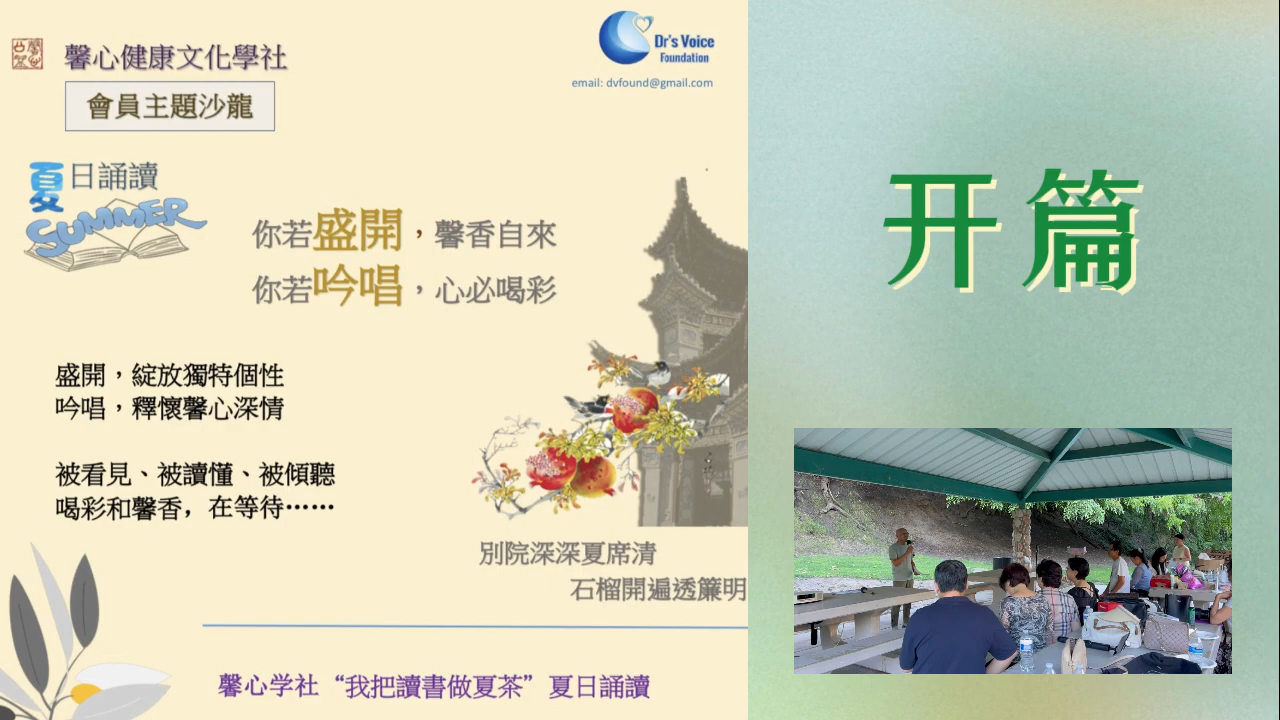 馨心健康文化學社
會員主題沙龍
Dr's Voice
Foundation
email: dvfound@gmail.com
夏日誦讀
SUMMER
你若盛開，馨香自來
你若吟唱，心必喝彩
盛開，綻放獨特個性
吟唱，釋懷馨心深情
被看見、被讀懂、被傾聽
喝彩和馨香，在等待……
別院深深夏席清
石榴開遍透簾明
馨心学社“我把讀書做夏茶”夏日誦讀
开篇